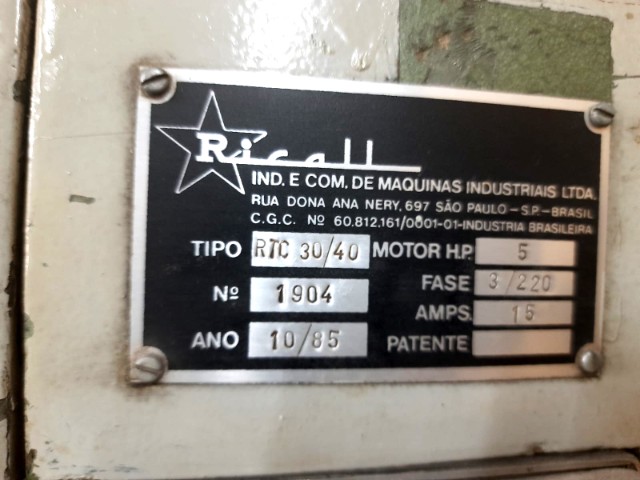 Ricall
IND. E COM. DE MAQUINAS INDUSTRIAIS LTDA.
RUA DONA ANA NERY, 697 SÃO PAULO - S.P. - BRASIL
C.G.C. Nº 60.812.161/0001-01-INDUSTRIA BRASILEIRA
TIPO RTC 30/40 MOTOR H.P. 5
Nº 1904 FASE 3/220
AMPS. 15
ANO 10/85 PATENTE